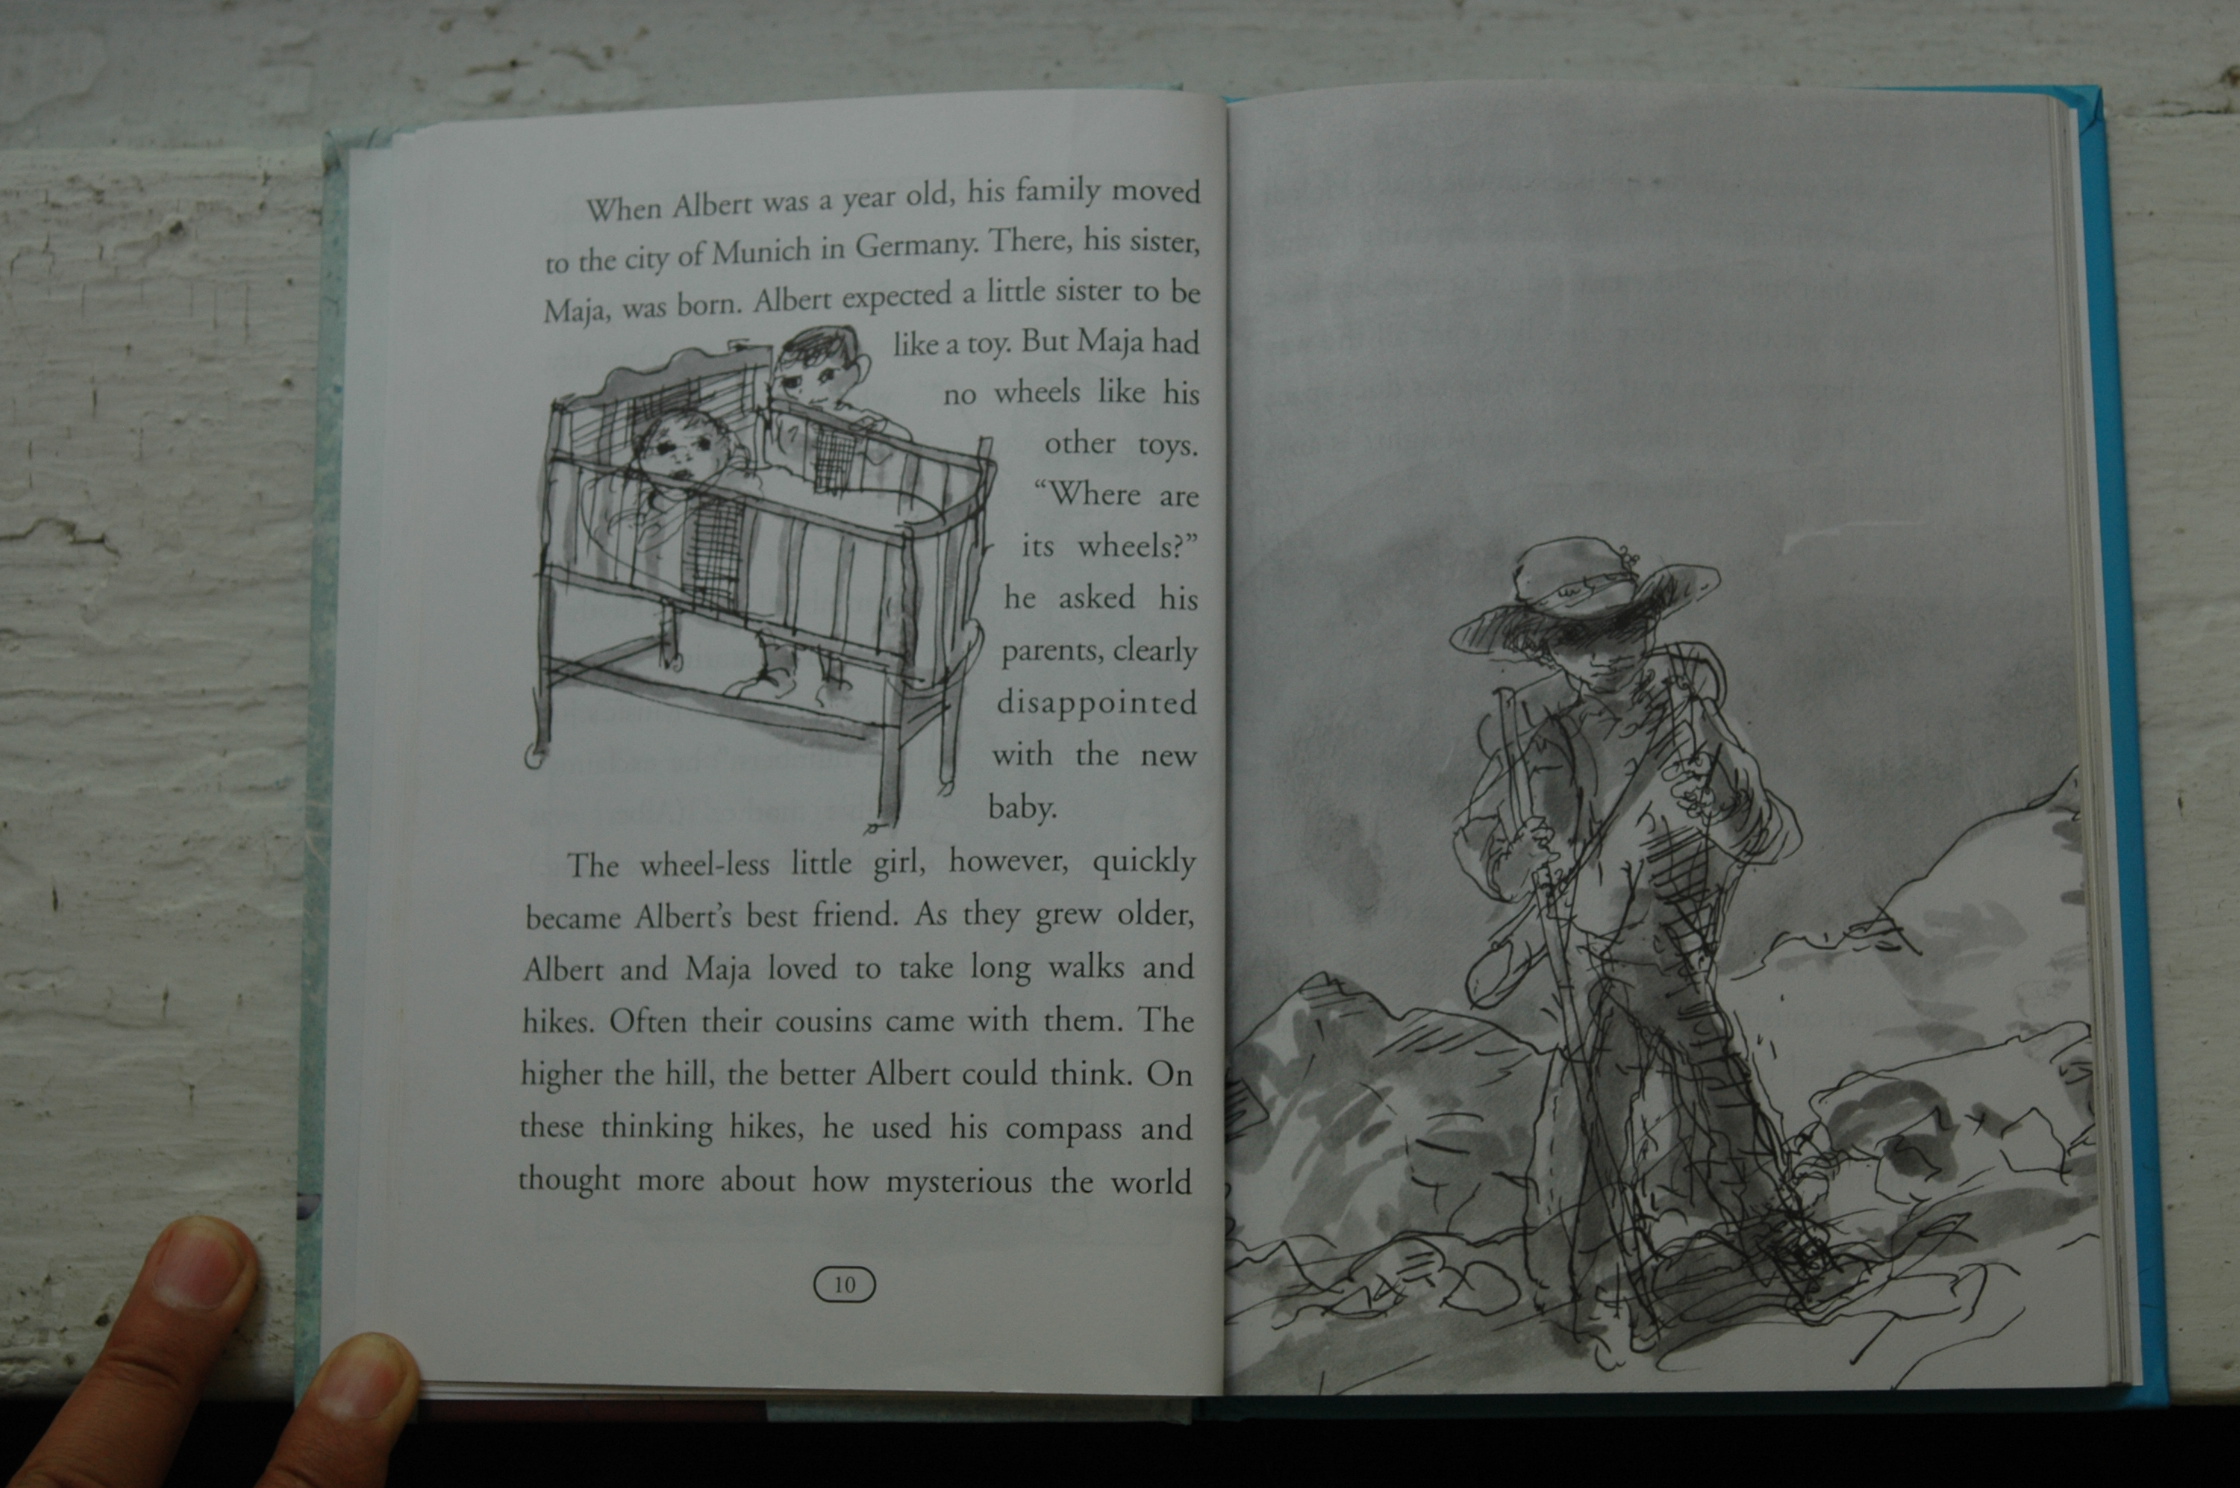 When Albert was a year old, his family moved
to the city of Munich in Germany. There, his sister,
Maja, was born. Albert expected a little sister to be
like a toy. But Maja had
no wheels like his
other toys.
“Where are
its wheels?”
he asked his
parents, clearly
disappointed
with the new
baby.
The wheel-less little girl, however, quickly
became Albert’s best friend. As they grew older,
Albert and Maja loved to take long walks and
hikes. Often their cousins came with them. The
higher the hill, the better Albert could think. On
these thinking hikes, he used his compass and
thought more about how mysterious the world
10